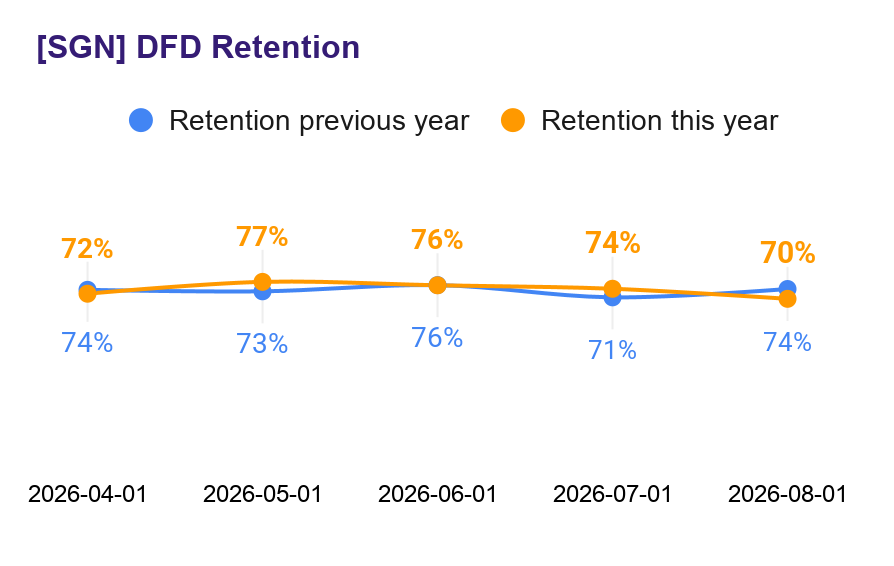 [SGN] DFD Retention
Retention previous year Retention this year
72% 77% 76% 74% 70%
74% 73% 76% 71% 74%
2026-04-01 2026-05-01 2026-06-01 2026-07-01 2026-08-01